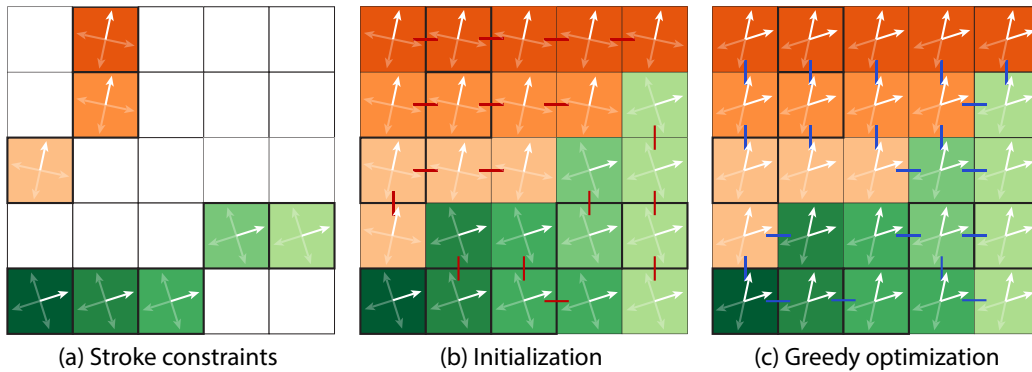 (a) Stroke constraints
(b) Initialization
(c) Greedy optimization